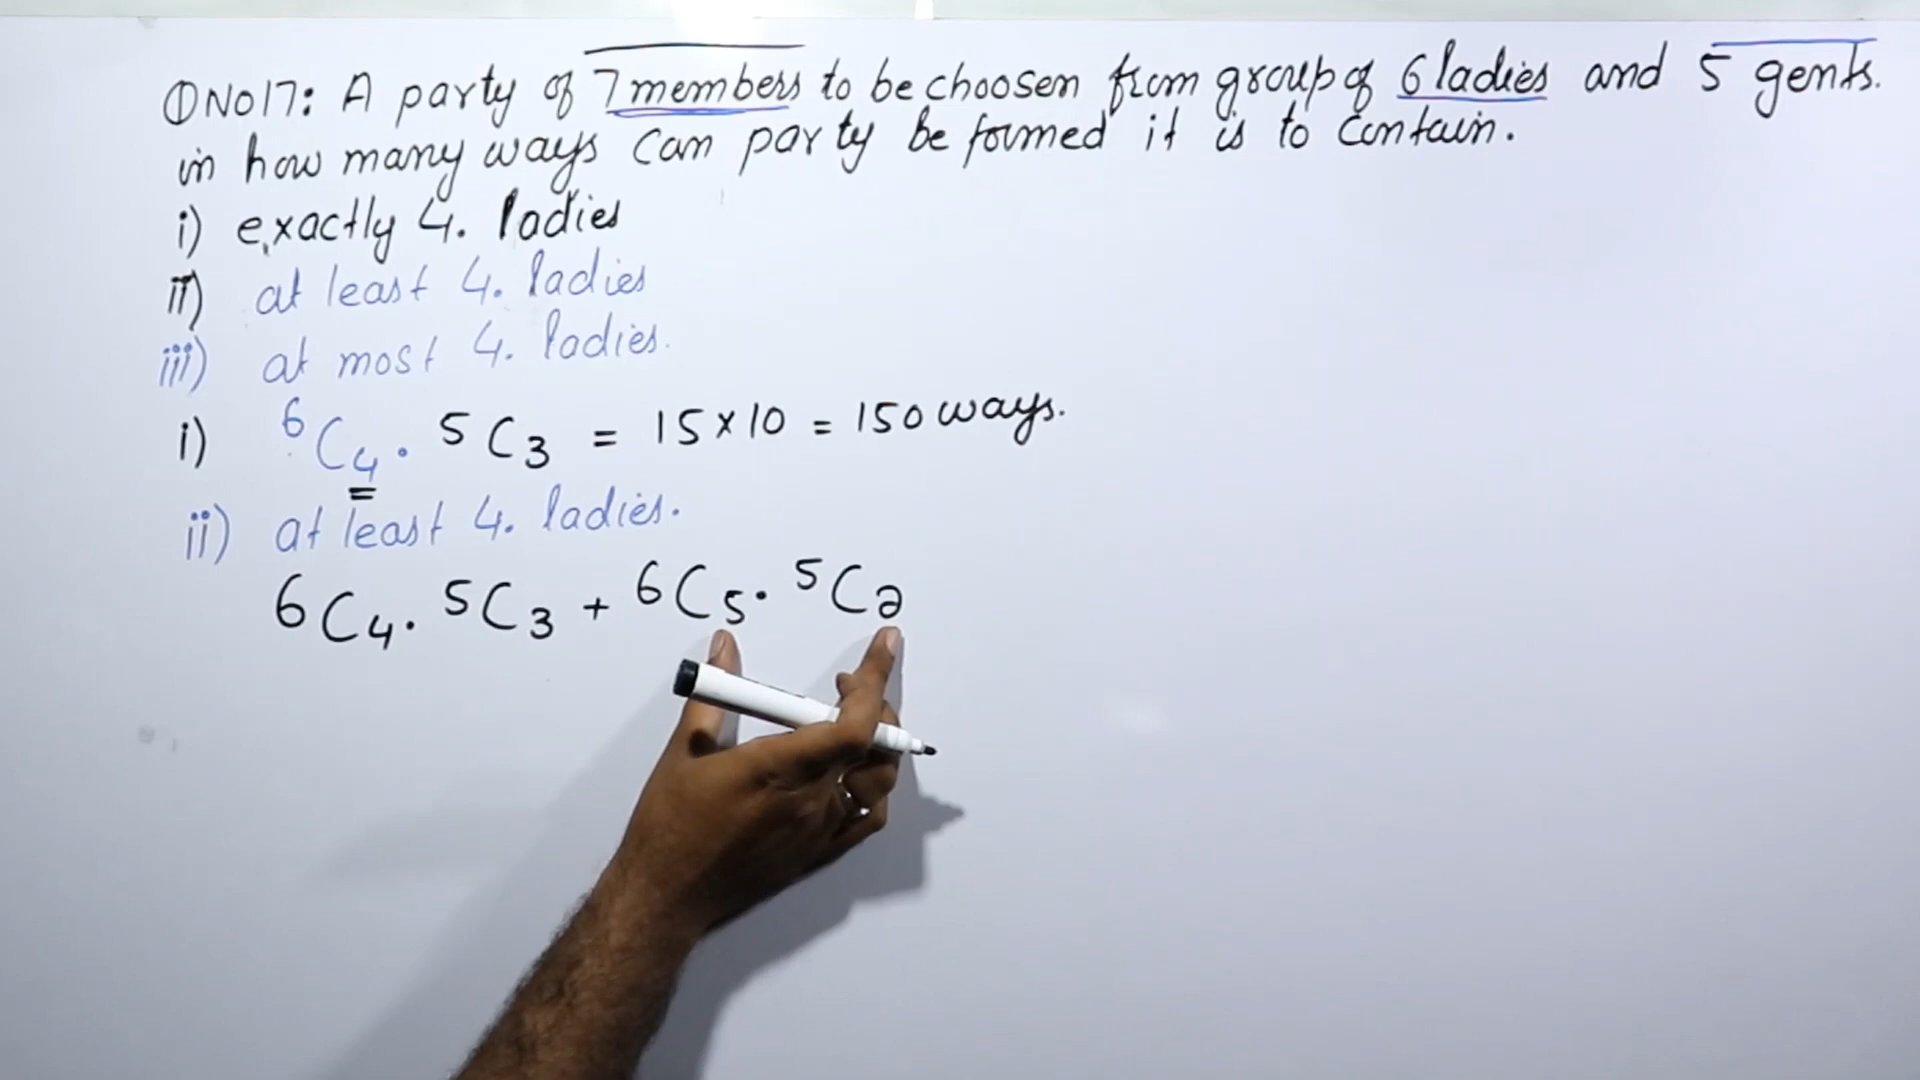 QNO17: A party of 7 members to be choosen from group of 6 ladies and 5 gents.
in how many ways can party be formed if is to contain.
i) exactly 4. ladies
ii) at least 4. ladies
iii) at most 4. ladies.
i) ⁶C₄ · ⁵C₃ = 15 × 10 = 150 ways.
ii) at least 4. ladies.
⁶C₄ · ⁵C₃ + ⁶C₅ · ⁵C₂